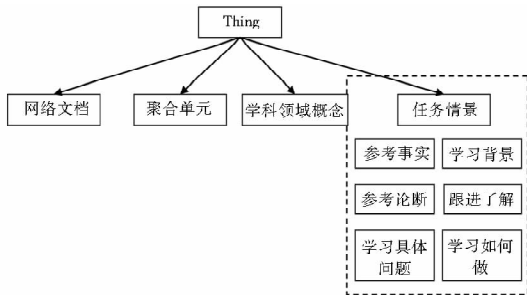 Thing
网络文档
聚合单元
学科领域概念
任务情景
参考事实
学习背景
参考论断
跟进了解
学习具体
问题
学习如何
做